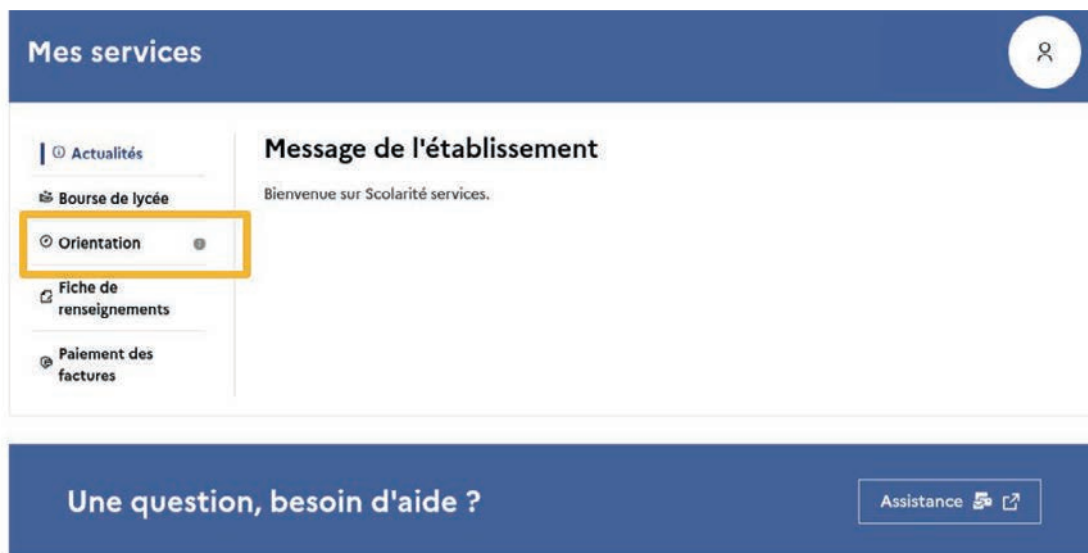 Mes services
Actualités
Bourse de lycée
Orientation
Fiche de
renseignements
Paiement des
factures
Message de l'établissement
Bienvenue sur Scolarité services.
Une question, besoin d'aide ?
Assistance